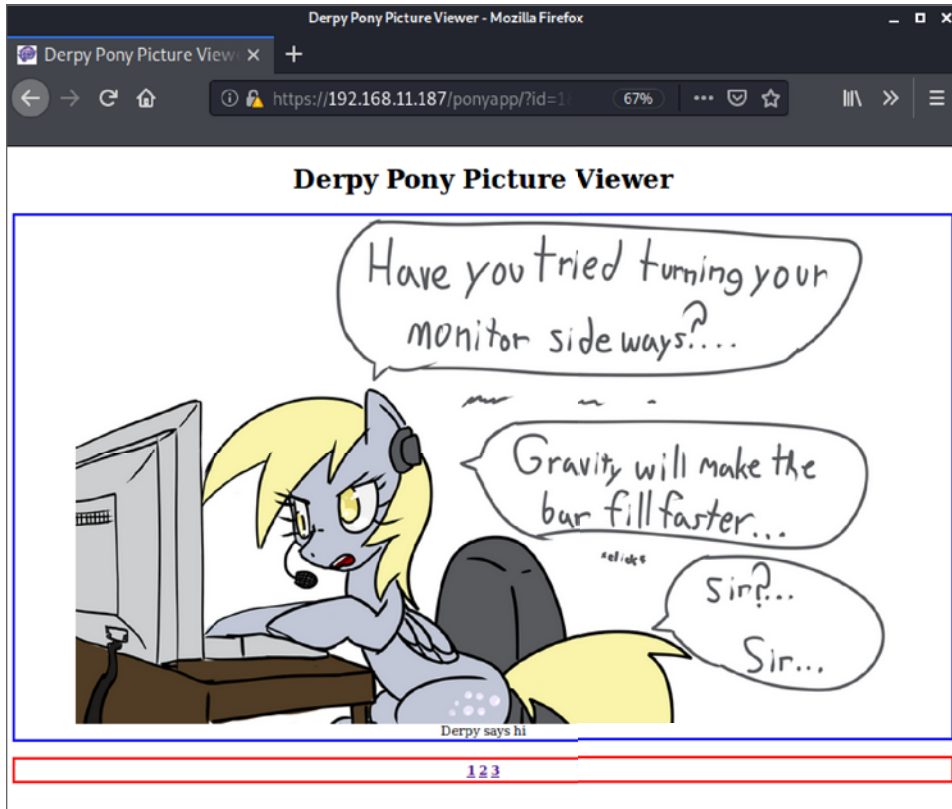 Derpy Pony Picture Viewer - Mozilla Firefox
Derpy Pony Picture View
https://192.168.11.187/ponyapp/?id=1
67%
Derpy Pony Picture Viewer
Have you tried turning your
monitor sideways?....
Gravity will make the
bar fill faster...
*click*
Sir?...
Sir...
Derpy says hi
1 2 3